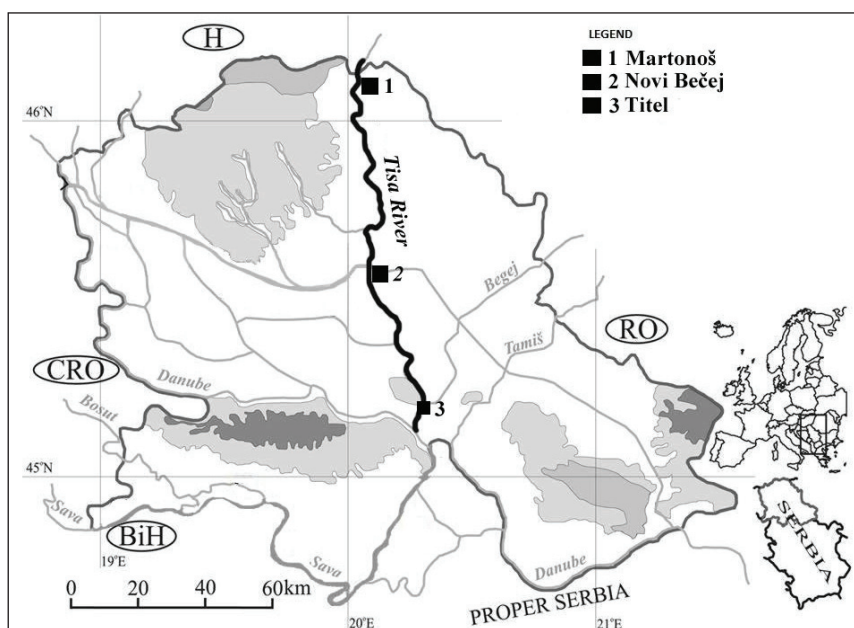 H
LEGEND
1 Martonoš
2 Novi Bečej
3 Titel
1
46°N
Tisa River
2
Begej
RO
Tamiš
CRO
Danube
Bosut
3
45°N
Sava
BiH
19°E
Sava
Danube
SERBIA
0 20 40 60km
PROPER SERBIA
20°E
21°E